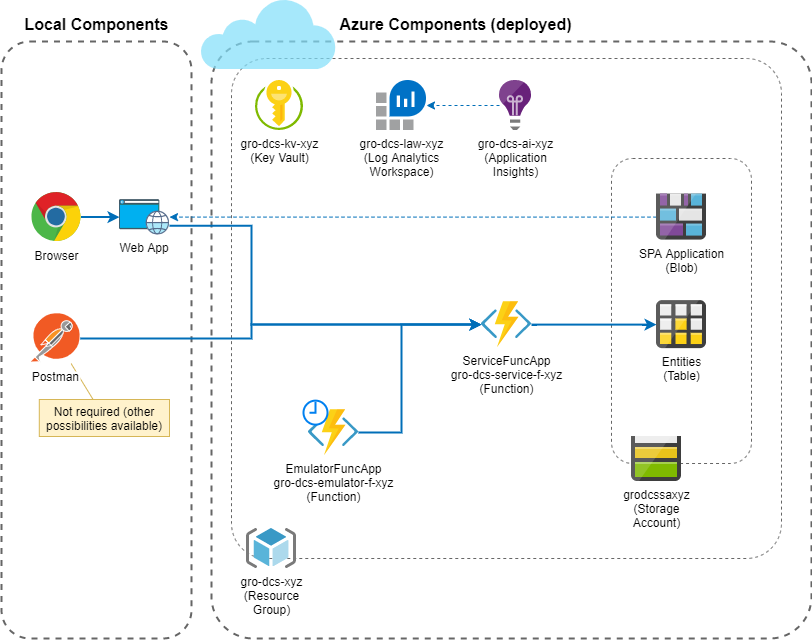 Local Components
Azure Components (deployed)
gro-dcs-kv-xyz
(Key Vault)
gro-dcs-law-xyz
(Log Analytics
Workspace)
gro-dcs-ai-xyz
(Application
Insights)
Browser
Web App
SPA Application
(Blob)
Postman
Not required (other
possibilities available)
ServiceFuncApp
gro-dcs-service-f-xyz
(Function)
Entities
(Table)
EmulatorFuncApp
gro-dcs-emulator-f-xyz
(Function)
grodcssaxyz
(Storage
Account)
gro-dcs-xyz
(Resource
Group)